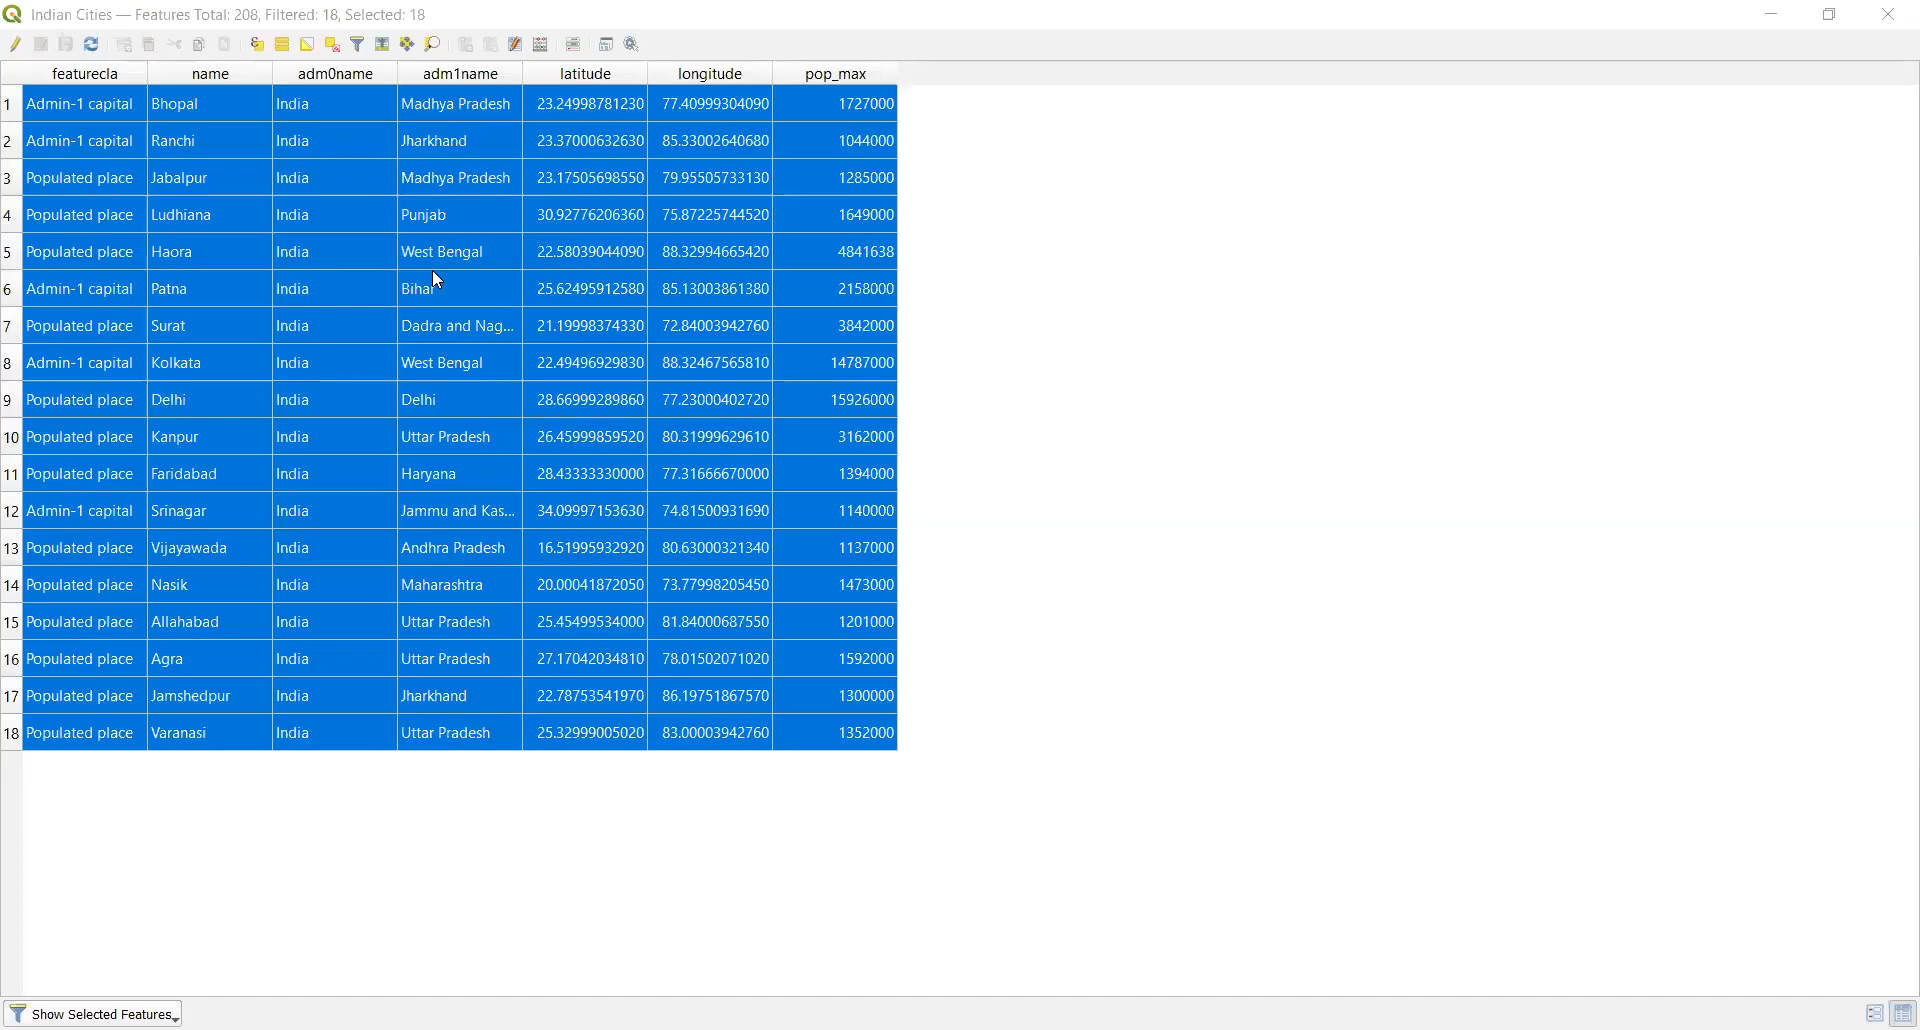 Indian Cities — Features Total: 208, Filtered: 18, Selected: 18
featurecla name adm0name adm1name latitude longitude pop_max
1 Admin-1 capital Bhopal India Madhya Pradesh 23.24998781230 77.40999304090 1727000
2 Admin-1 capital Ranchi India Jharkhand 23.37000632630 85.33002640680 1044000
3 Populated place Jabalpur India Madhya Pradesh 23.17505698550 79.95505733130 1285000
4 Populated place Ludhiana India Punjab 30.92776206360 75.87225744520 1649000
5 Populated place Haora India West Bengal 22.58039044090 88.32994665420 4841638
6 Admin-1 capital Patna India Bihar 25.62495912580 85.13003861380 2158000
7 Populated place Surat India Dadra and Nag... 21.19998374330 72.84003942760 3842000
8 Admin-1 capital Kolkata India West Bengal 22.49496929830 88.32467565810 14787000
9 Populated place Delhi India Delhi 28.66999289860 77.23000402720 15926000
10 Populated place Kanpur India Uttar Pradesh 26.45999859520 80.31999629610 3162000
11 Populated place Faridabad India Haryana 28.43333330000 77.31666670000 1394000
12 Admin-1 capital Srinagar India Jammu and Kas... 34.09997153630 74.81500931690 1140000
13 Populated place Vijayawada India Andhra Pradesh 16.51995932920 80.63000321340 1137000
14 Populated place Nasik India Maharashtra 20.00041872050 73.77998205450 1473000
15 Populated place Allahabad India Uttar Pradesh 25.45499534000 81.84000687550 1201000
16 Populated place Agra India Uttar Pradesh 27.17042034810 78.01502071020 1592000
17 Populated place Jamshedpur India Jharkhand 22.78753541970 86.19751867570 1300000
18 Populated place Varanasi India Uttar Pradesh 25.32999005020 83.00003942760 1352000
Show Selected Features